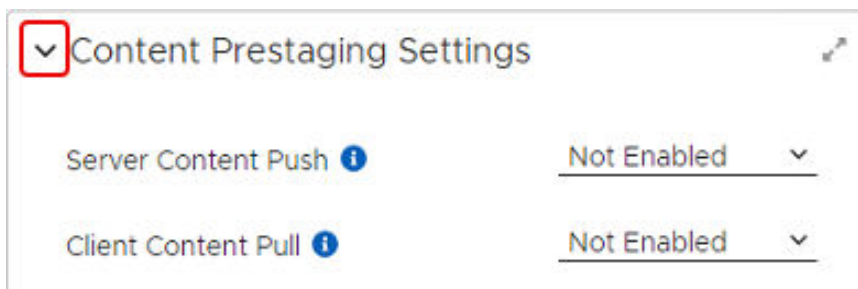 Content Prestaging Settings
Server Content Push Not Enabled
Client Content Pull Not Enabled